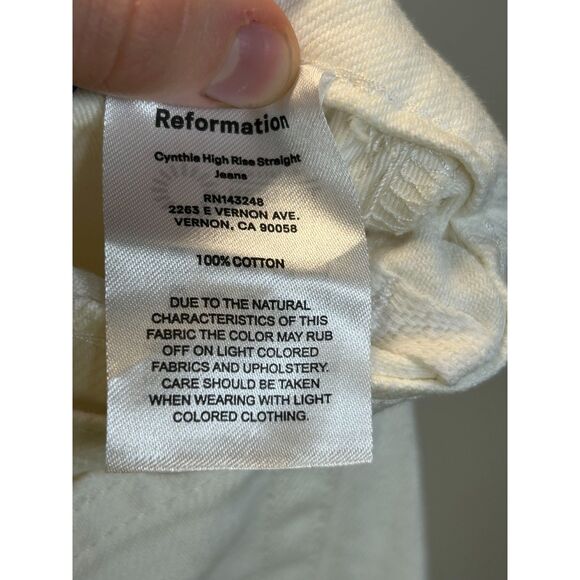 Reformation
Cynthie High Rise Straight
Jeans
RN143248
2263 E VERNON AVE.
VERNON, CA 90058
100% COTTON
DUE TO THE NATURAL
CHARACTERISTICS OF THIS
FABRIC THE COLOR MAY RUB
OFF ON LIGHT COLORED
FABRICS AND UPHOLSTERY.
CARE SHOULD BE TAKEN
WHEN WEARING WITH LIGHT
COLORED CLOTHING.